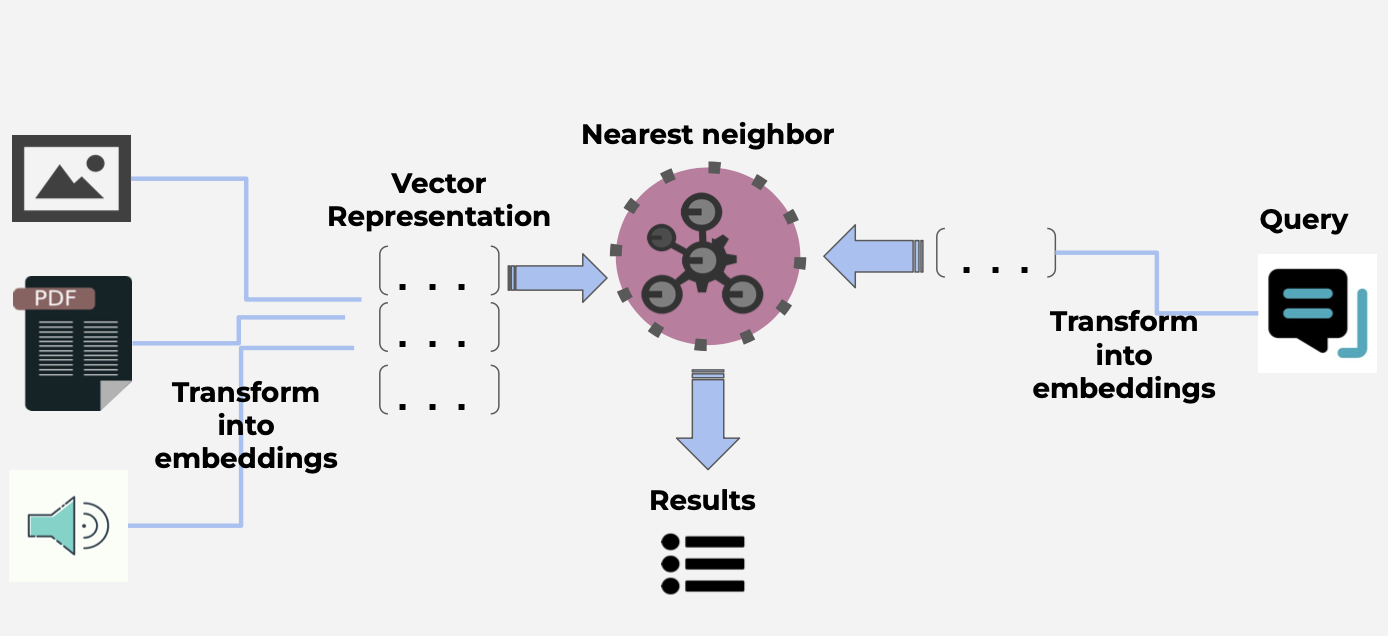 Nearest neighbor
Vector
Representation
. . .
. . .
. . .
. . .
Query
PDF
Transform
into
embeddings
Transform
into
embeddings
Results